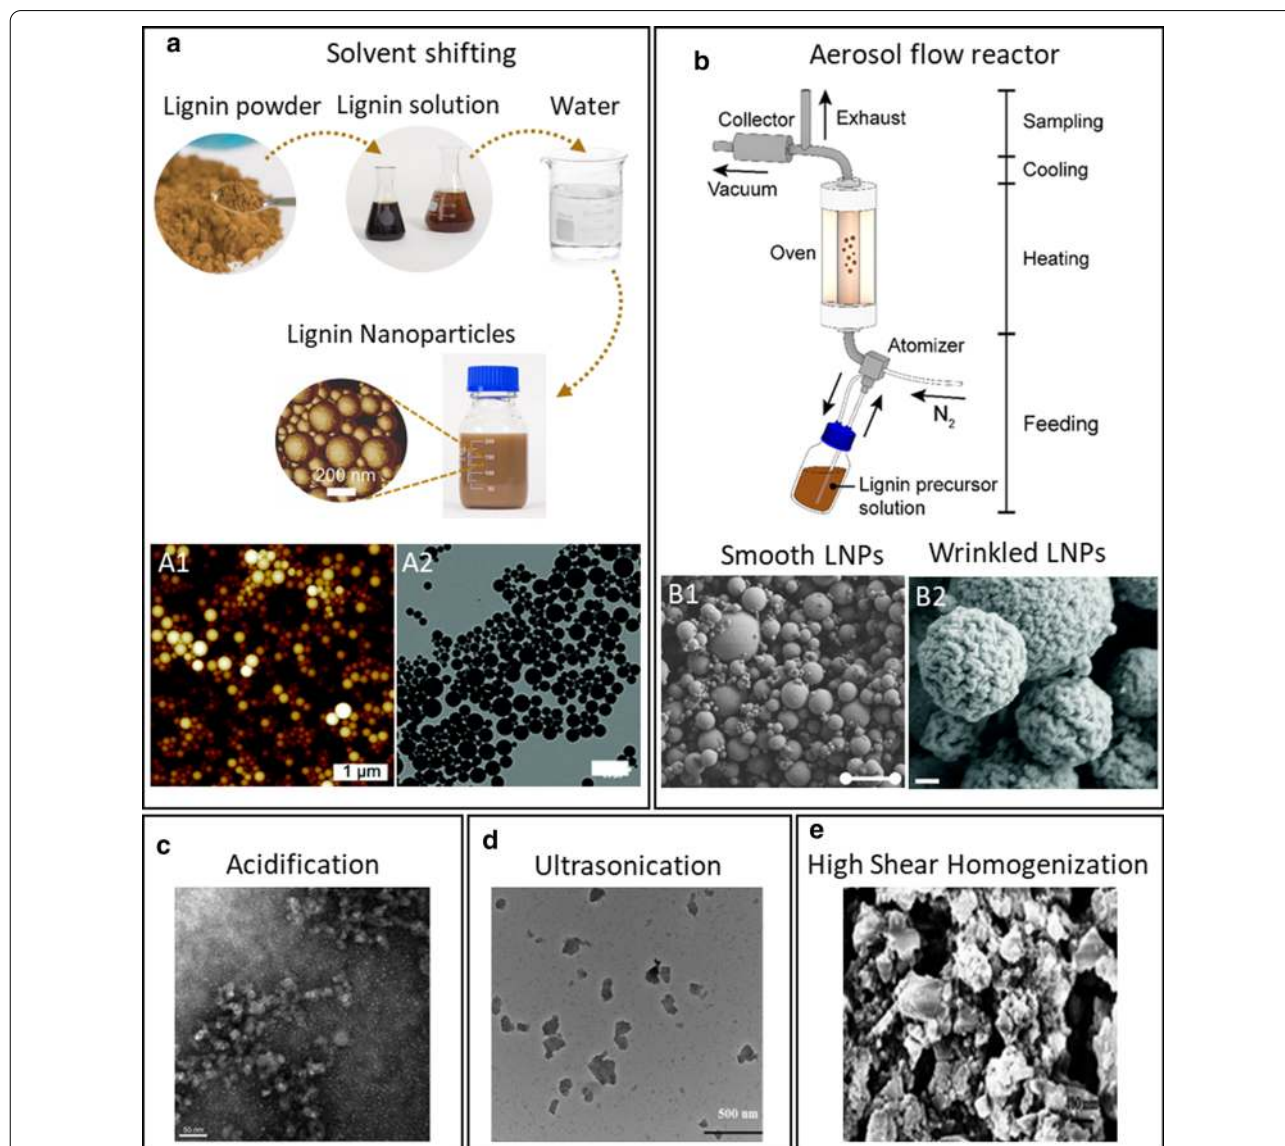 a
Solvent shifting
Lignin powder
Lignin solution
Water
Lignin Nanoparticles
200 nm
A1
1 µm
A2
b
Aerosol flow reactor
Collector
Exhaust
Vacuum
Oven
Atomizer
N2
Lignin precursor
solution
Sampling
Cooling
Heating
Feeding
Smooth LNPs
Wrinkled LNPs
B1
B2
c
Acidification
50 nm
d
Ultrasonication
500 nm
e
High Shear Homogenization